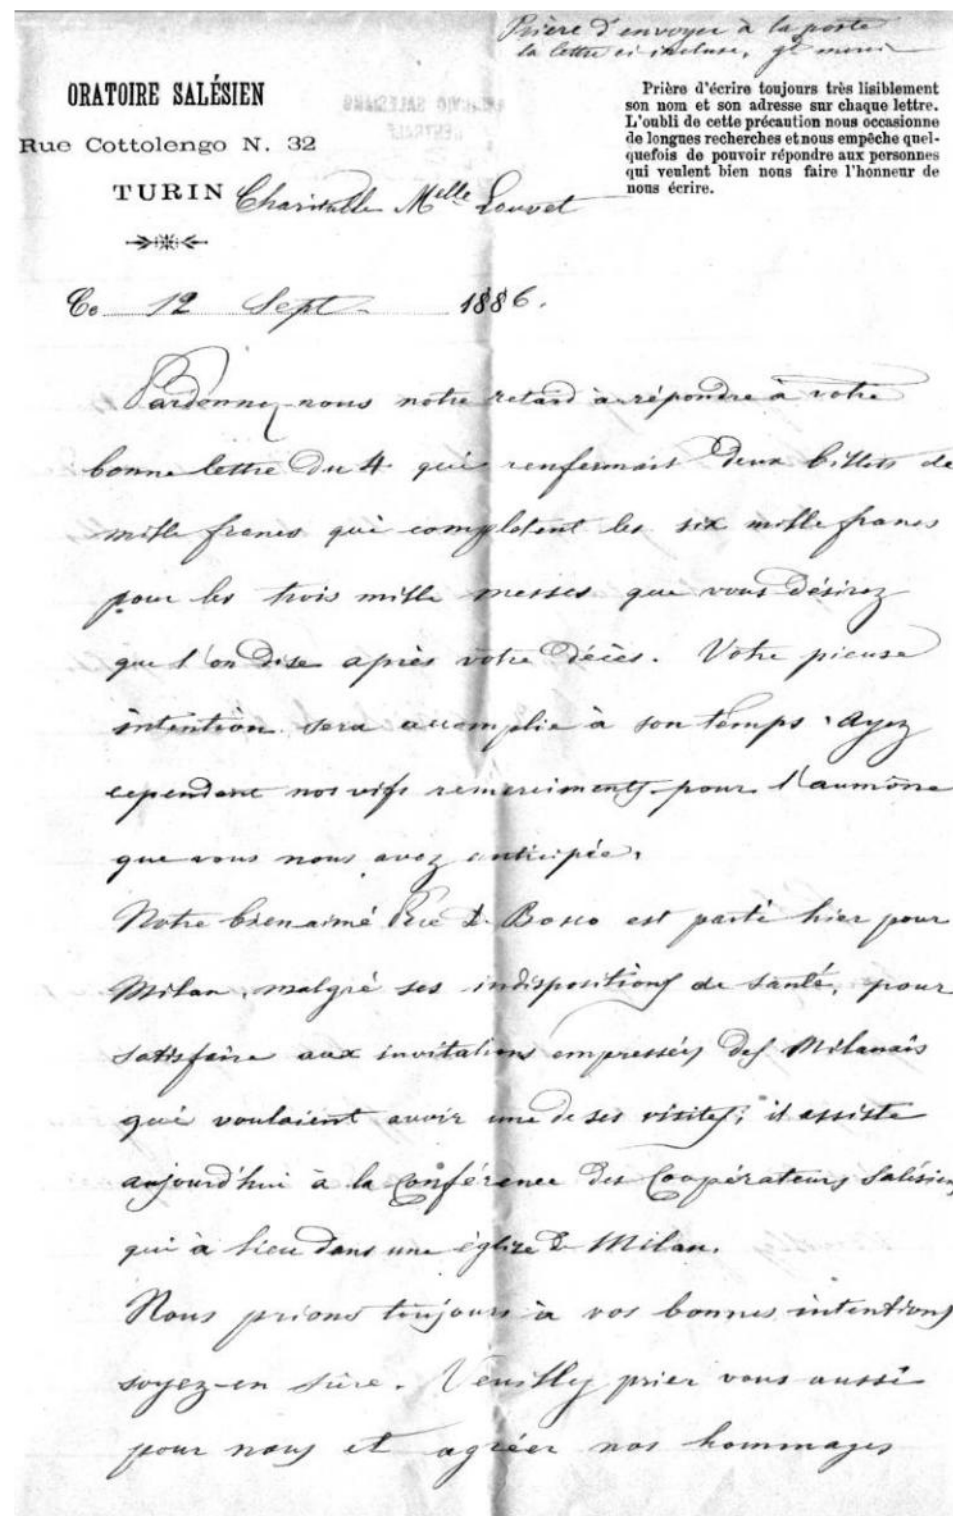 Prière d'envoyer à la poste
la lettre ci incluse, gd merci
ORATOIRE SALÉSIEN
Rue Cottolengo N. 32
TURIN
Prière d'écrire toujours très lisiblement
son nom et son adresse sur chaque lettre.
L'oubli de cette précaution nous occasionne
de longues recherches et nous empêche quel-
quefois de pouvoir répondre aux personnes
qui veulent bien nous faire l'honneur de
nous écrire.
Charitable Melle Louvet
Ce 12 Sept. 1886.
Pardonnez-nous notre retard à répondre à votre
bonne lettre du 4 qui renfermait deux billets de
mille francs qui complètent les six mille francs
pour les trois mille messes que vous désirez
que l'on dise après votre décès. Votre pieuse
intention sera accomplie à son temps. Ayez
cependant nos vifs remerciments pour l'aumône
que vous nous avez anticipée.
Notre bien-aimé Père D. Bosco est parti hier pour
Milan, malgré ses indispositions de santé, pour
satisfaire aux invitations empressées des Milanais
qui voulaient avoir une de ses visites; il assiste
aujourd'hui à la Conférence des Coopérateurs Salésiens
qui à lieu dans une église de Milan.
Nous prions toujours à vos bonnes intentions
soyez-en sûre. Veuilly prier vous aussi
pour nous et agréer nos hommages